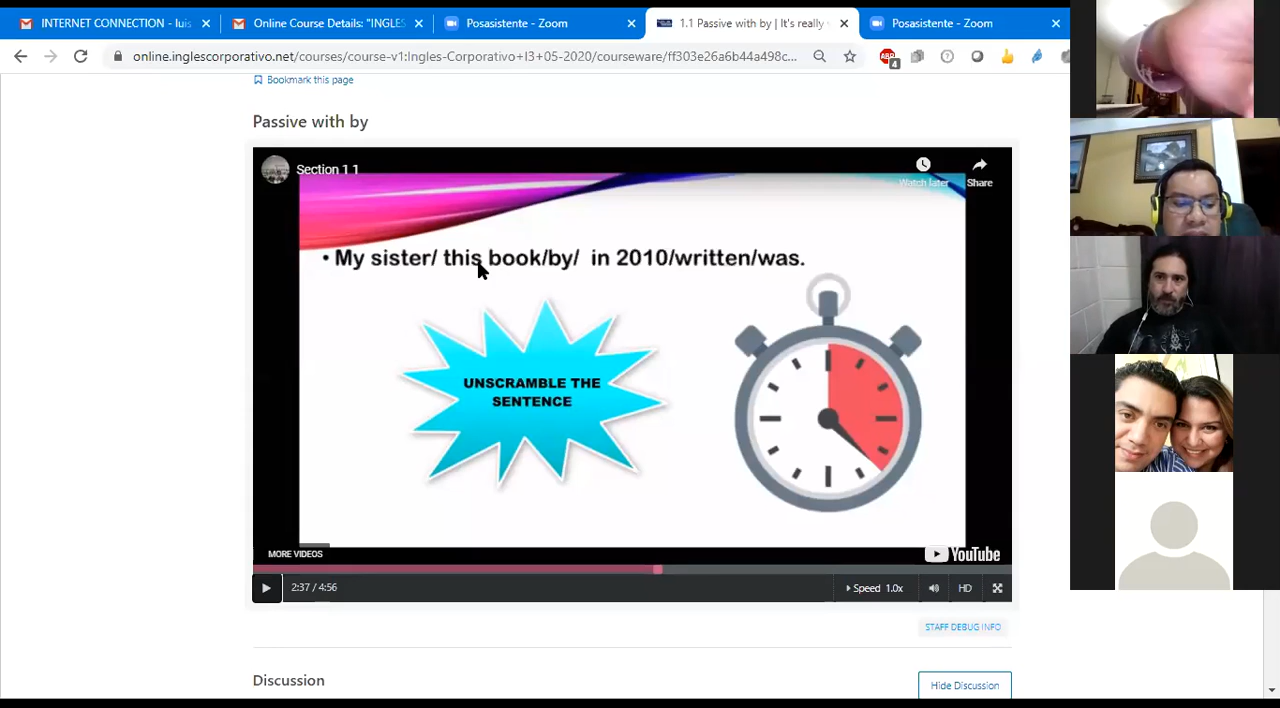 INTERNET CONNECTION - luis
Online Course Details: "INGLES
Posasistente - Zoom
1.1 Passive with by | It's really
Posasistente - Zoom
online.inglescorporativo.net/courses/course-v1:Ingles-Corporativo+I3+05-2020/courseware/ff303e26a6b44a498c...
4
Bookmark this page
Passive with by
Section 1 1
Watch later
Share
• My sister/ this book/by/ in 2010/written/was.
UNSCRAMBLE THE
SENTENCE
MORE VIDEOS
YouTube
2:37 / 4:56
Speed 1.0x
HD
STAFF DEBUG INFO
Discussion
Hide Discussion